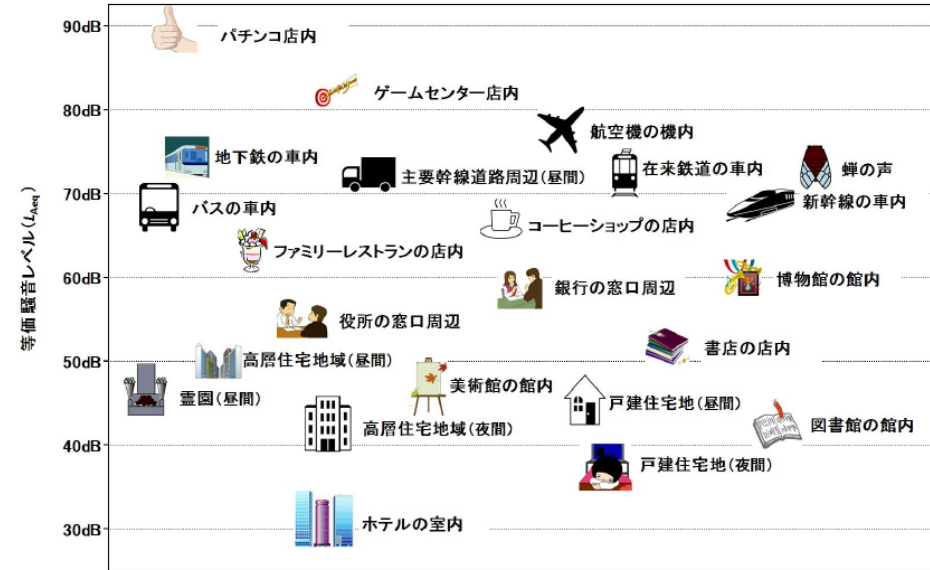 90dB
パチンコ店内
ゲームセンター店内
80dB
航空機の機内
地下鉄の車内
主要幹線道路周辺(昼間)
在来鉄道の車内
蝉の声
70dB
バスの車内
新幹線の車内
コーヒーショップの店内
ファミリーレストランの店内
等価騒音レベル(LAeq)
60dB
銀行の窓口周辺
博物館の館内
役所の窓口周辺
書店の店内
50dB
高層住宅地域(昼間)
霊園(昼間)
美術館の館内
戸建住宅地(昼間)
高層住宅地域(夜間)
図書館の館内
40dB
戸建住宅地(夜間)
ホテルの室内
30dB